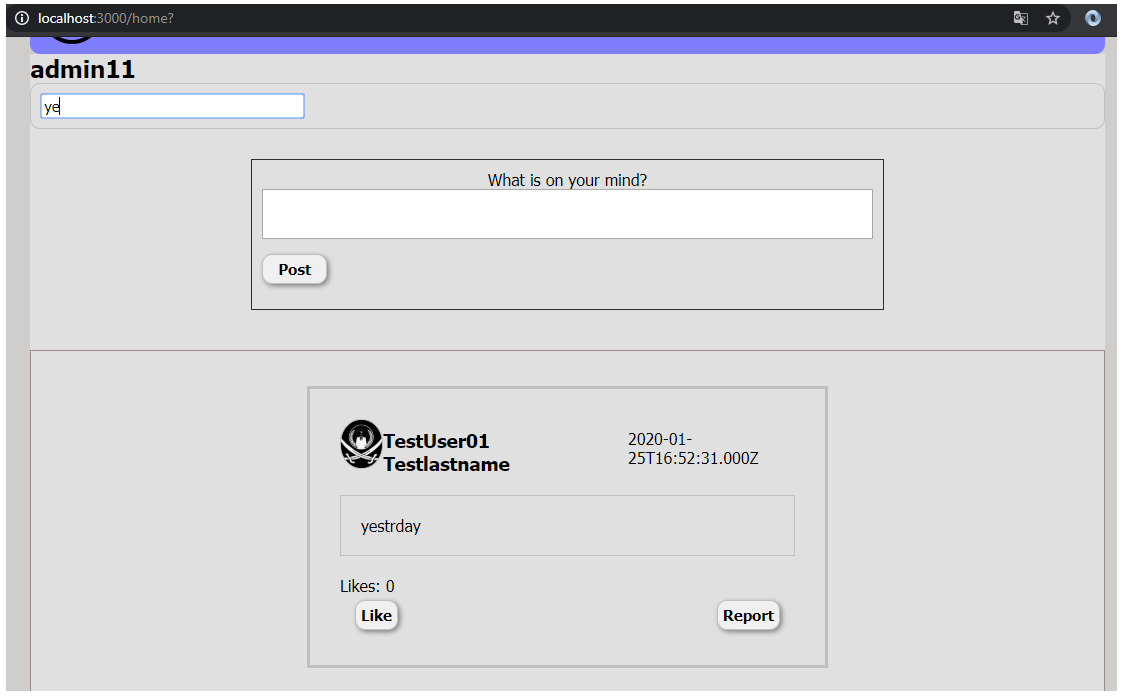 localhost:3000/home?
admin11
ye
What is on your mind?
Post
TestUser01
Testlastname
2020-01-
25T16:52:31.000Z
yestrday
Likes: 0
Like
Report